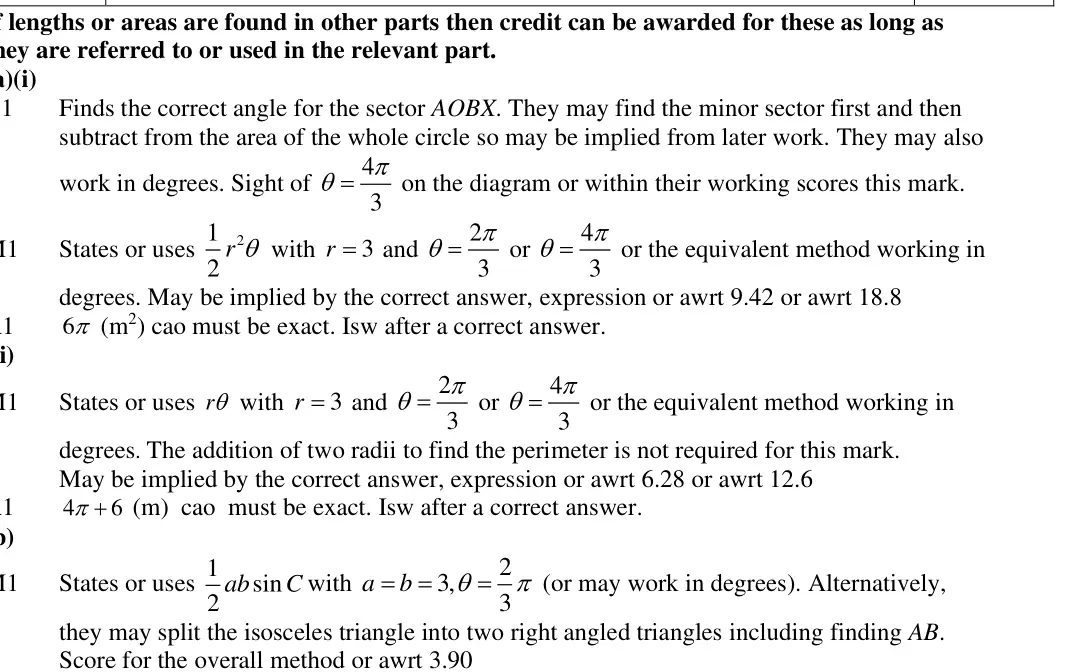 f lengths or areas are found in other parts then credit can be awarded for these as long as
hey are referred to or used in the relevant part.
a)(i)
1 Finds the correct angle for the sector AOBX. They may find the minor sector first and then
subtract from the area of the whole circle so may be implied from later work. They may also
work in degrees. Sight of θ = 4π/3 on the diagram or within their working scores this mark.
M1 States or uses 1/2 r²θ with r = 3 and θ = 2π/3 or θ = 4π/3 or the equivalent method working in
degrees. May be implied by the correct answer, expression or awrt 9.42 or awrt 18.8
A1 6π (m²) cao must be exact. Isw after a correct answer.
i)
M1 States or uses rθ with r = 3 and θ = 2π/3 or θ = 4π/3 or the equivalent method working in
degrees. The addition of two radii to find the perimeter is not required for this mark.
May be implied by the correct answer, expression or awrt 6.28 or awrt 12.6
A1 4π + 6 (m) cao must be exact. Isw after a correct answer.
b)
M1 States or uses 1/2 ab sin C with a = b = 3, θ = 2/3 π (or may work in degrees). Alternatively,
they may split the isosceles triangle into two right angled triangles including finding AB.
Score for the overall method or awrt 3.90